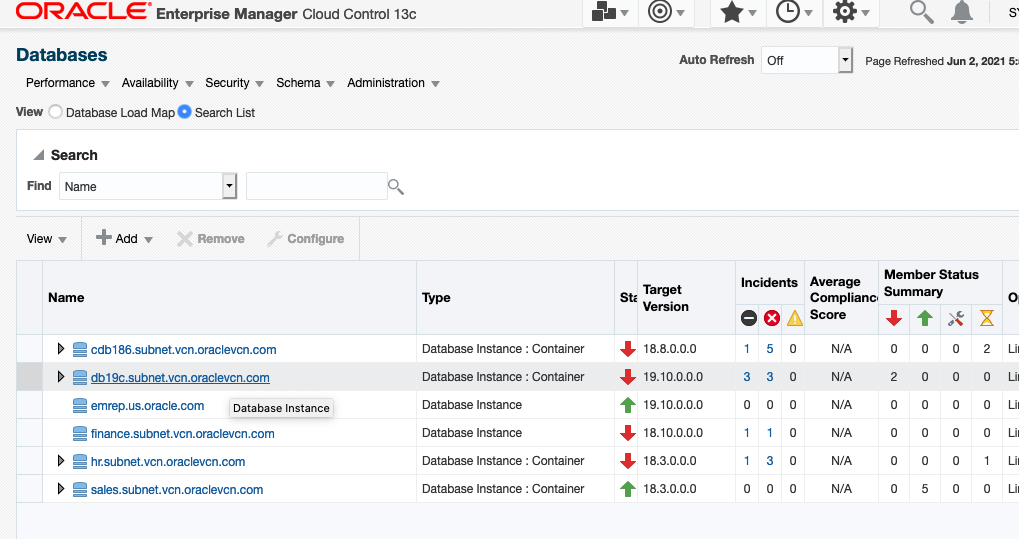 ORACLE® Enterprise Manager Cloud Control 13c
SY
Databases
Auto Refresh Off Page Refreshed Jun 2, 2021 5:
Performance Availability Security Schema Administration
View Database Load Map Search List
Search
Find Name
View Add Remove Configure
Name Type Sta Target Version Incidents Average Compliance Score Member Status Summary Op
cdb186.subnet.vcn.oraclevcn.com Database Instance : Container 18.8.0.0.0 1 5 0 N/A 0 0 0 2 Li
db19c.subnet.vcn.oraclevcn.com Database Instance : Container 19.10.0.0.0 3 3 0 N/A 2 0 0 0 Li
emrep.us.oracle.com Database Instance 19.10.0.0.0 0 0 0 N/A 0 0 0 0 Li
Database Instance
finance.subnet.vcn.oraclevcn.com Database Instance 18.10.0.0.0 1 1 0 N/A 0 0 0 0 Li
hr.subnet.vcn.oraclevcn.com Database Instance : Container 18.3.0.0.0 1 3 0 N/A 0 0 0 1 Li
sales.subnet.vcn.oraclevcn.com Database Instance : Container 18.3.0.0.0 0 0 0 N/A 0 5 0 0 Li